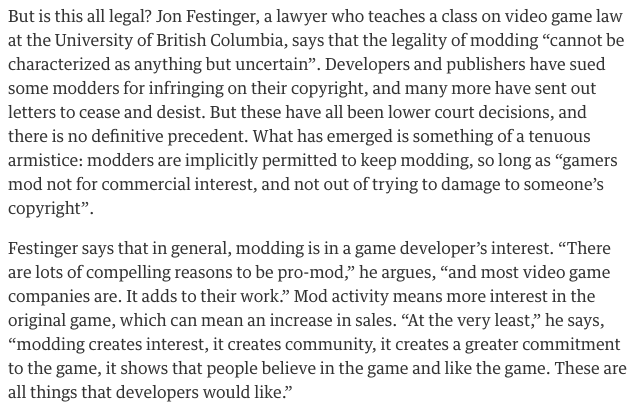 But is this all legal? Jon Festinger, a lawyer who teaches a class on video game law
at the University of British Columbia, says that the legality of modding “cannot be
characterized as anything but uncertain”. Developers and publishers have sued
some modders for infringing on their copyright, and many more have sent out
letters to cease and desist. But these have all been lower court decisions, and
there is no definitive precedent. What has emerged is something of a tenuous
armistice: modders are implicitly permitted to keep modding, so long as “gamers
mod not for commercial interest, and not out of trying to damage to someone’s
copyright”.
Festinger says that in general, modding is in a game developer’s interest. “There
are lots of compelling reasons to be pro-mod,” he argues, “and most video game
companies are. It adds to their work.” Mod activity means more interest in the
original game, which can mean an increase in sales. “At the very least,” he says,
“modding creates interest, it creates community, it creates a greater commitment
to the game, it shows that people believe in the game and like the game. These are
all things that developers would like.”